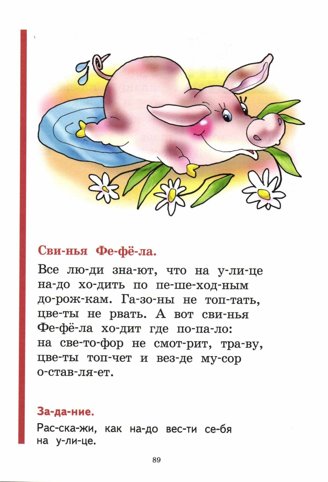 Сви-нья Фе-фё-ла.
Все лю-ди зна-ют, что на у-ли-це
на-до хо-дить по пе-ше-ход-ным
до-рож-кам. Га-зо-ны не топ-тать,
цве-ты не рвать. А вот сви-нья
Фе-фё-ла хо-дит где по-па-ло:
на све-то-фор не смот-рит, тра-ву,
цве-ты топ-чет и вез-де му-сор
о-став-ля-ет.
За-да-ние.
Рас-ска-жи, как на-до вес-ти се-бя
на у-ли-це.
89